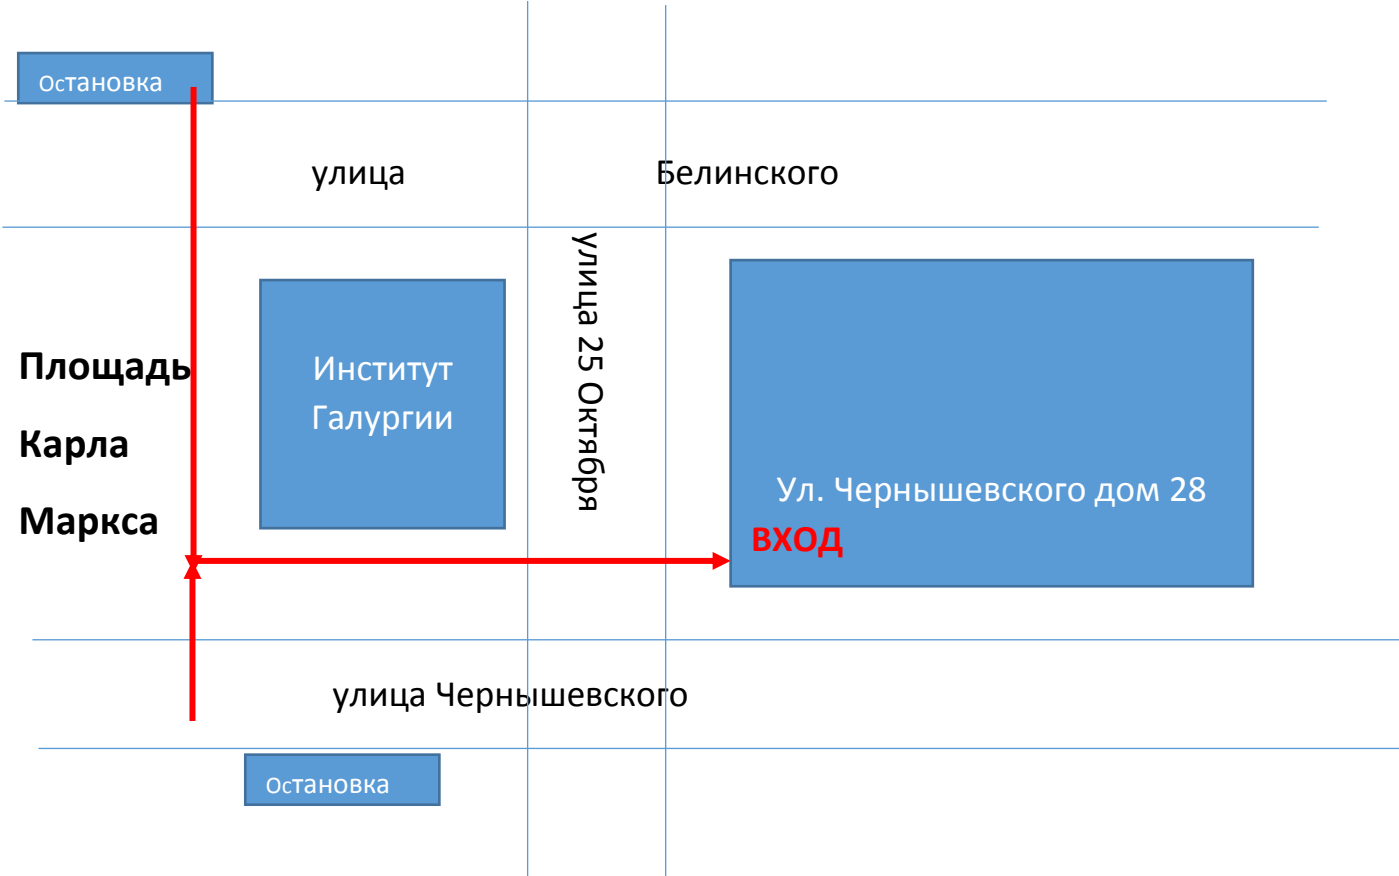 Остановка
улица Белинского
улица 25 Октября
Площадь
Карла
Маркса
Институт
Галургии
Ул. Чернышевского дом 28
ВХОД
улица Чернышевского
Остановка